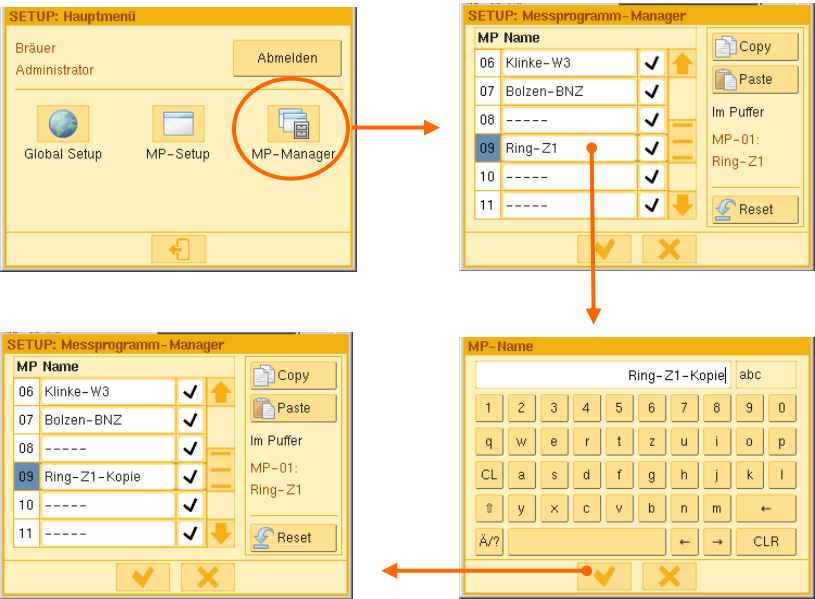 SETUP: Hauptmenü
Bräuer
Administrator
Abmelden
Global Setup
MP-Setup
MP-Manager
SETUP: Messprogramm-Manager
MP Name
06 Klinke-W3
07 Bolzen-BNZ
08 -----
09 Ring-Z1
10 -----
11 -----
Copy
Paste
Im Puffer
MP-01:
Ring-Z1
Reset
SETUP: Messprogramm-Manager
MP Name
06 Klinke-W3
07 Bolzen-BNZ
08 -----
09 Ring-Z1-Kopie
10 -----
11 -----
Copy
Paste
Im Puffer
MP-01:
Ring-Z1
Reset
MP-Name
Ring-Z1-Kopie abc
1 2 3 4 5 6 7 8 9 0
q w e r t z u i o p
CL a s d f g h j k l
⇧ y x c v b n m ←
Ä/? ← → CLR